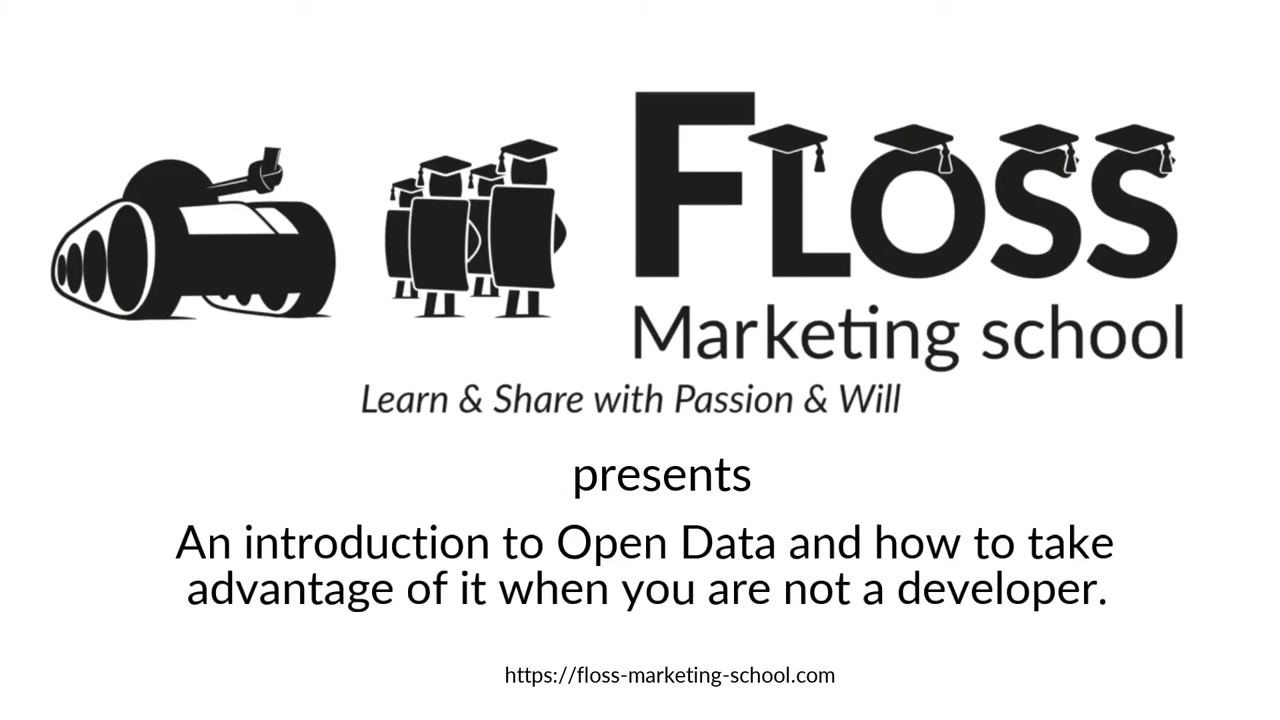 FLOSS
Marketing school
Learn & Share with Passion & Will
presents
An introduction to Open Data and how to take
advantage of it when you are not a developer.
https://floss-marketing-school.com